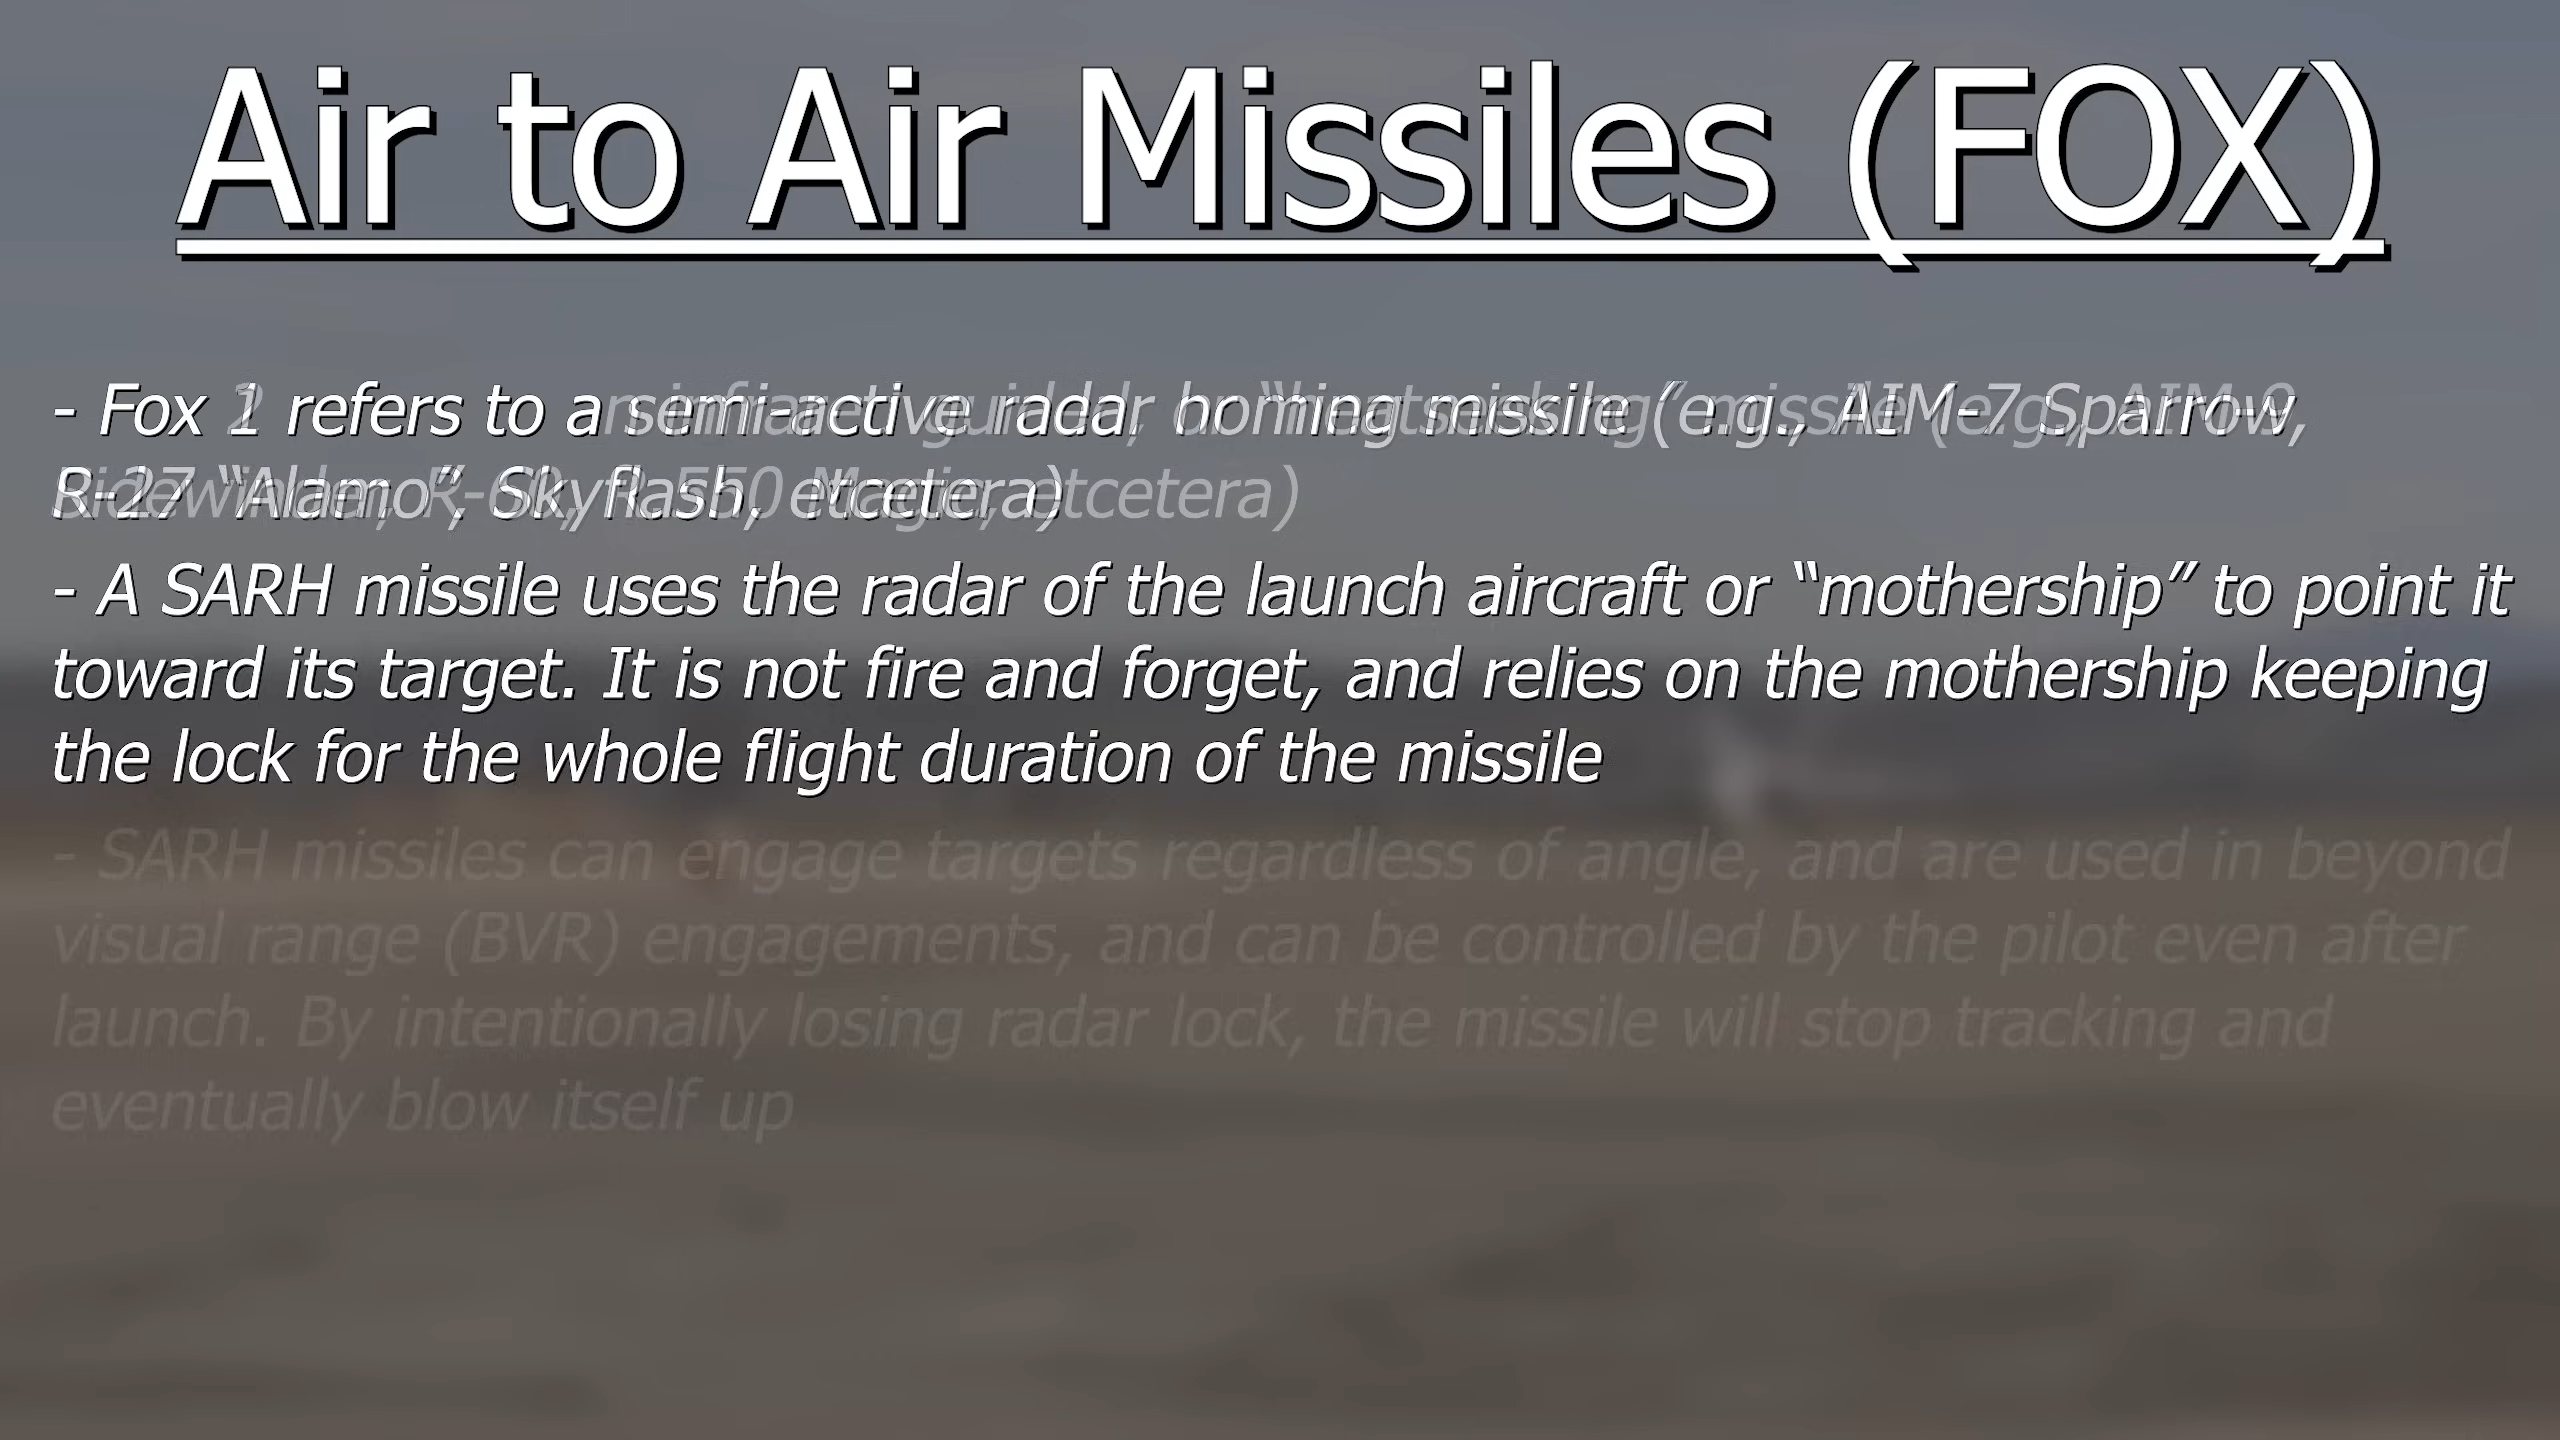 Air to Air Missiles (FOX)
- Fox 1 refers to a semi-active radar homing missile (e.g., AIM-7 Sparrow,
R-27 “Alamo”, Skyflash, etcetera)
- A SARH missile uses the radar of the launch aircraft or “mothership” to point it
toward its target. It is not fire and forget, and relies on the mothership keeping
the lock for the whole flight duration of the missile
- SARH missiles can engage targets regardless of angle, and are used in beyond
visual range (BVR) engagements, and can be controlled by the pilot even after
launch. By intentionally losing radar lock, the missile will stop tracking and
eventually blow itself up